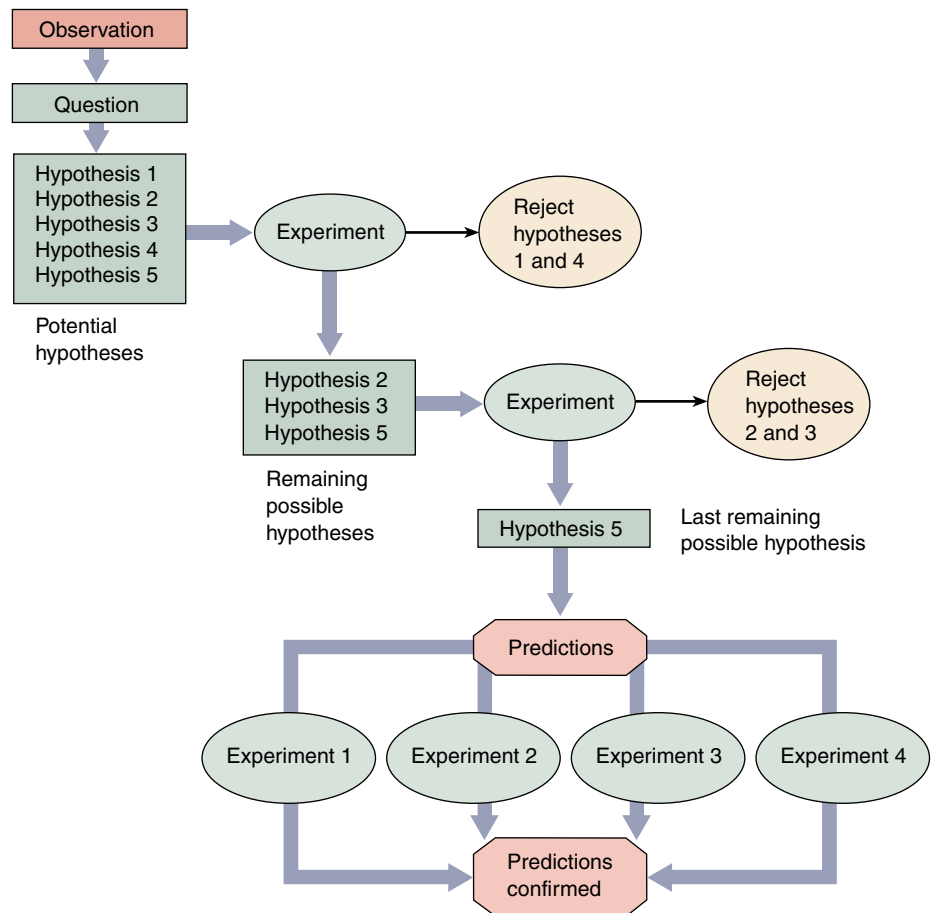 Observation
Question
Hypothesis 1
Hypothesis 2
Hypothesis 3
Hypothesis 4
Hypothesis 5
Potential
hypotheses
Experiment
Reject
hypotheses
1 and 4
Hypothesis 2
Hypothesis 3
Hypothesis 5
Remaining
possible
hypotheses
Experiment
Reject
hypotheses
2 and 3
Hypothesis 5
Last remaining
possible hypothesis
Predictions
Experiment 1
Experiment 2
Experiment 3
Experiment 4
Predictions
confirmed